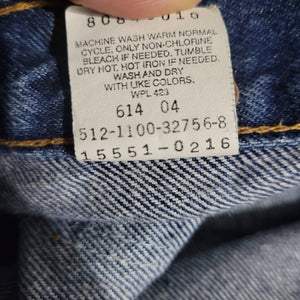 MACHINE WASH WARM NORMAL
CYCLE. ONLY NON-CHLORINE
BLEACH IF NEEDED. TUMBLE
DRY HOT. HOT IRON IF NEEDED.
WASH AND DRY
WITH LIKE COLORS.
WPL 423
614 04
512-1100-32756-8
15551-0216